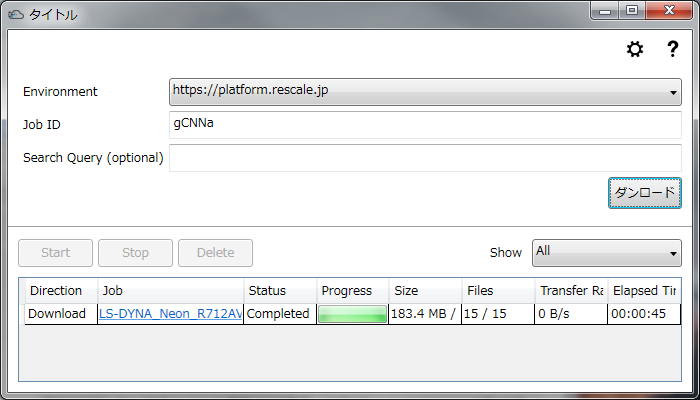 タイトル
?
Environment https://platform.rescale.jp
Job ID gCNNa
Search Query (optional)
ダンロード
Start Stop Delete Show All
Direction Job Status Progress Size Files Transfer Ra Elapsed Tin
Download LS-DYNA_Neon_R712AV Completed 183.4 MB / 15 / 15 0 B/s 00:00:45